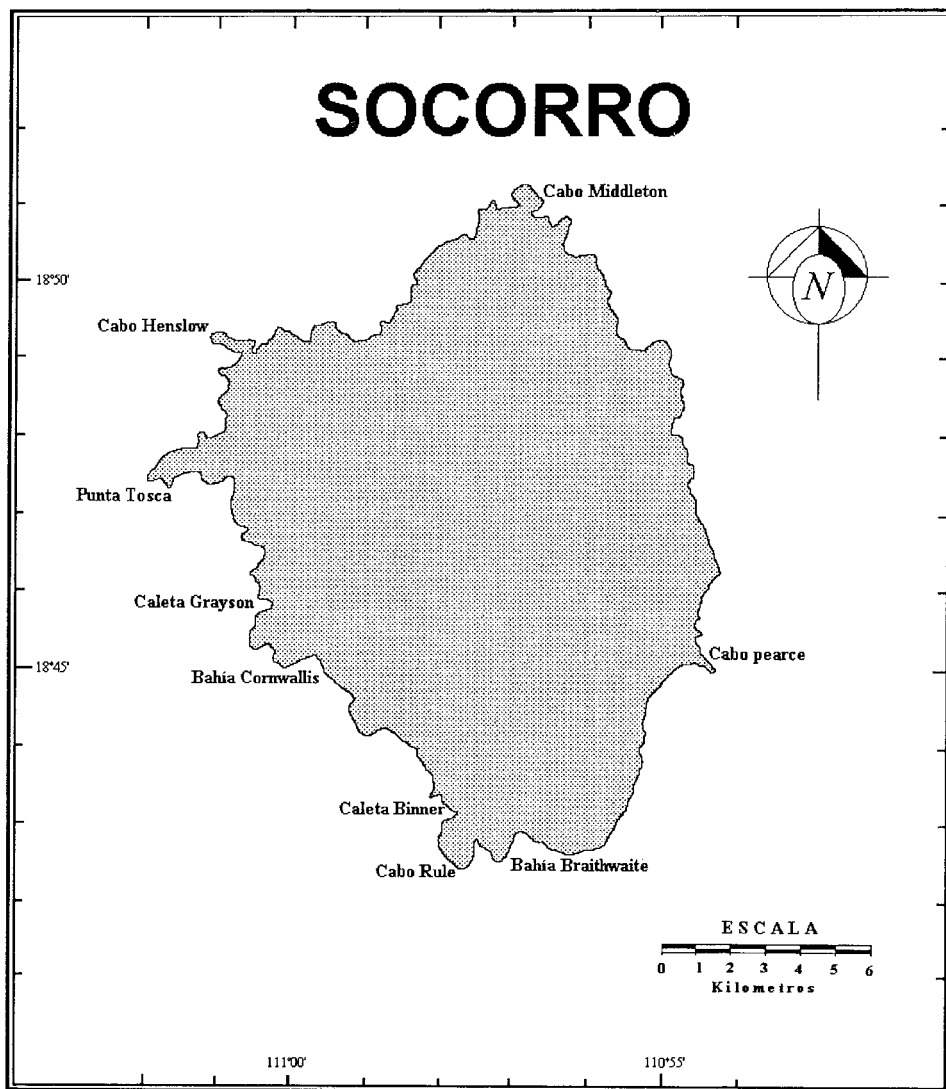 SOCORRO
Cabo Middleton
N
18°50'
Cabo Henslow
Punta Tosca
Caleta Grayson
Cabo pearce
18°45'
Bahía Cornwallis
Caleta Binner
Cabo Rule
Bahía Braithwaite
ESCALA
0 1 2 3 4 5 6
Kilometros
111°00'
110°55'